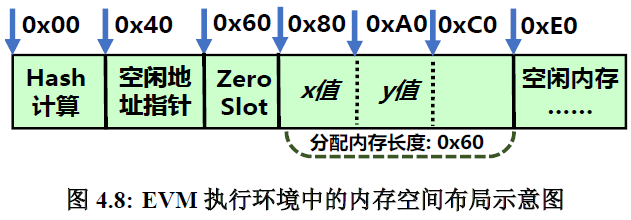 0x00 0x40 0x60 0x80 0xA0 0xC0 0xE0
Hash 空闲地 Zero x值 y值 空闲内存
计算 址指针 Slot ......
分配内存长度: 0x60
图 4.8: EVM 执行环境中的内存空间布局示意图